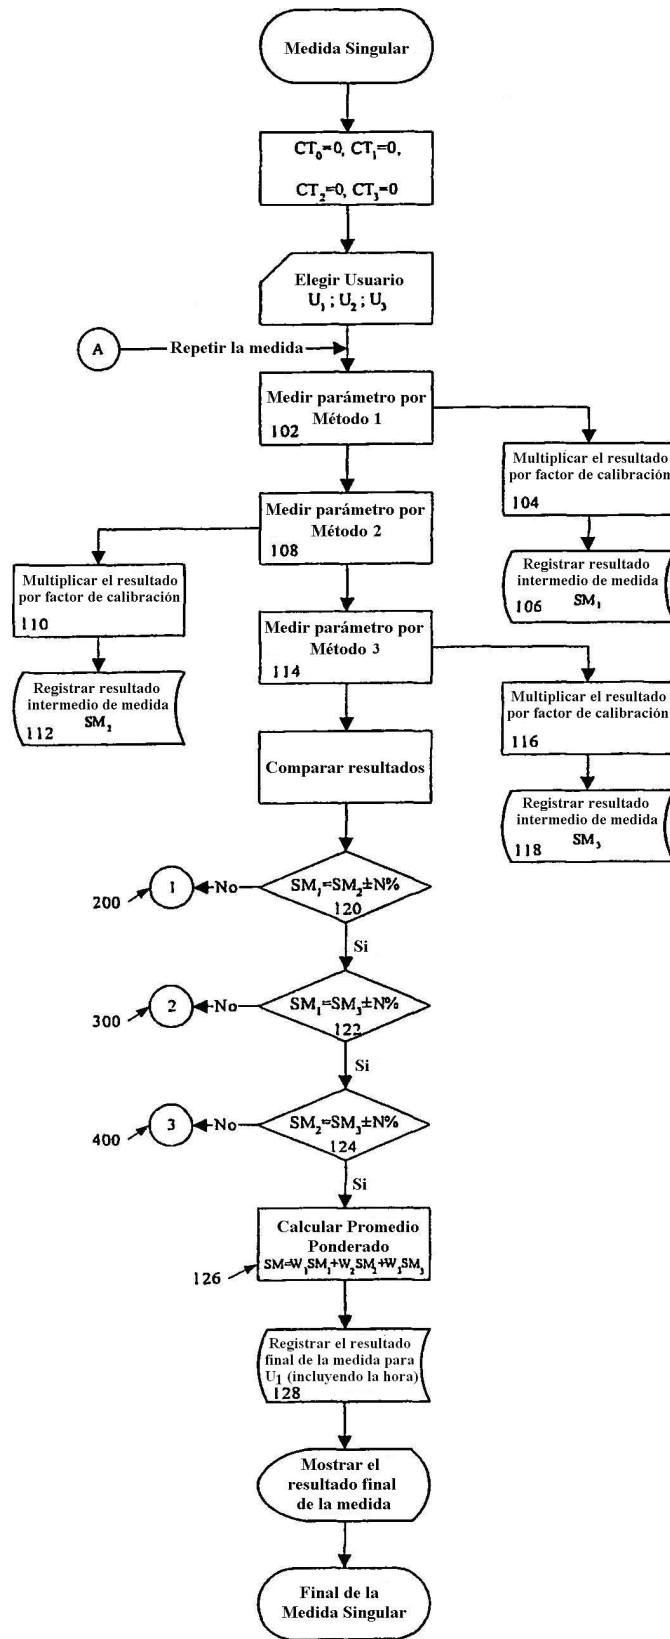 Medida Singular
CT₀=0, CT₁=0,
CT₂=0, CT₃=0
Elegir Usuario
U₁ ; U₂ ; U₃
A
Repetir la medida
Medir parámetro por
Método 1
102
Multiplicar el resultado
por factor de calibración
104
Registrar resultado
intermedio de medida
106 SM₁
Medir parámetro por
Método 2
108
Multiplicar el resultado
por factor de calibración
110
Registrar resultado
intermedio de medida
112 SM₂
Medir parámetro por
Método 3
114
Multiplicar el resultado
por factor de calibración
116
Registrar resultado
intermedio de medida
118 SM₃
Comparar resultados
SM₁=SM₂±N%
120
No
1
200
Si
SM₁=SM₃±N%
122
No
2
300
Si
SM₂=SM₃±N%
124
No
3
400
Si
Calcular Promedio
Ponderado
SM=W₁SM₁+W₂SM₂+W₃SM₃
126
Registrar el resultado
final de la medida para
U₁ (incluyendo la hora)
128
Mostrar el
resultado final
de la medida
Final de la
Medida Singular